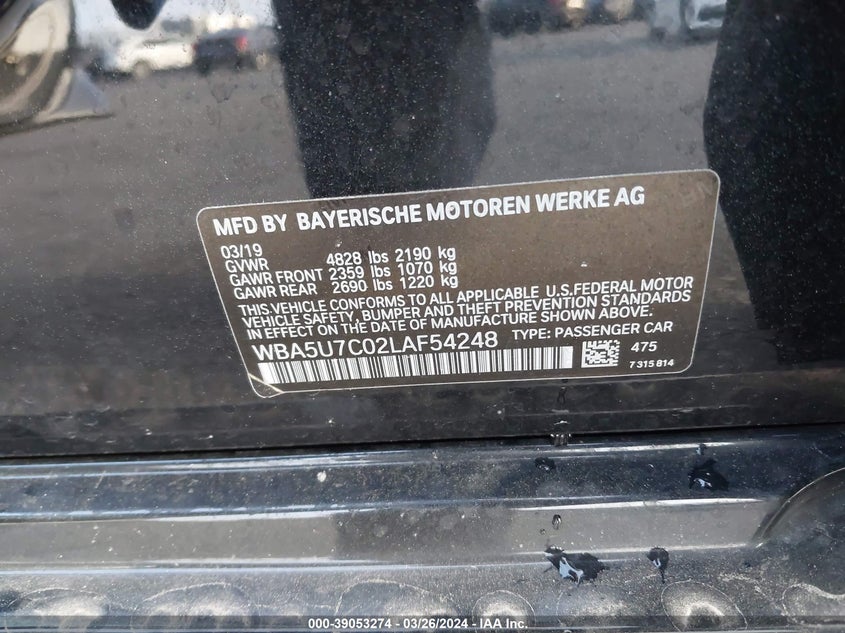 MFD BY BAYERISCHE MOTOREN WERKE AG
03/19
GVWR 4828 lbs 2190 kg
GAWR FRONT 2359 lbs 1070 kg
GAWR REAR 2690 lbs 1220 kg
THIS VEHICLE CONFORMS TO ALL APPLICABLE U.S.FEDERAL MOTOR
VEHICLE SAFETY, BUMPER AND THEFT PREVENTION STANDARDS
IN EFFECT ON THE DATE OF MANUFACTURE SHOWN ABOVE.
WBA5U7C02LAF54248 TYPE: PASSENGER CAR
475
7 315 814
000-39053274 - 03/26/2024 - IAA Inc.